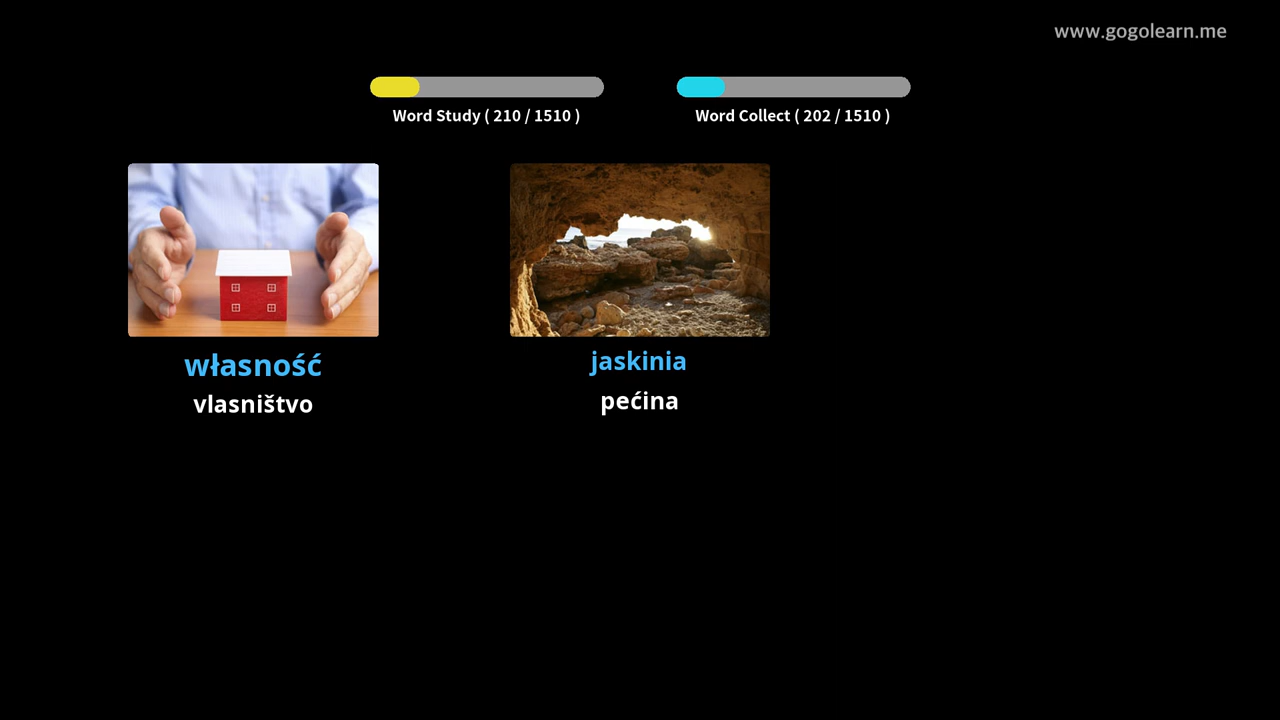 www.gogolearn.me
Word Study ( 210 / 1510 )
Word Collect ( 202 / 1510 )
własność
vlasništvo
jaskinia
pećina